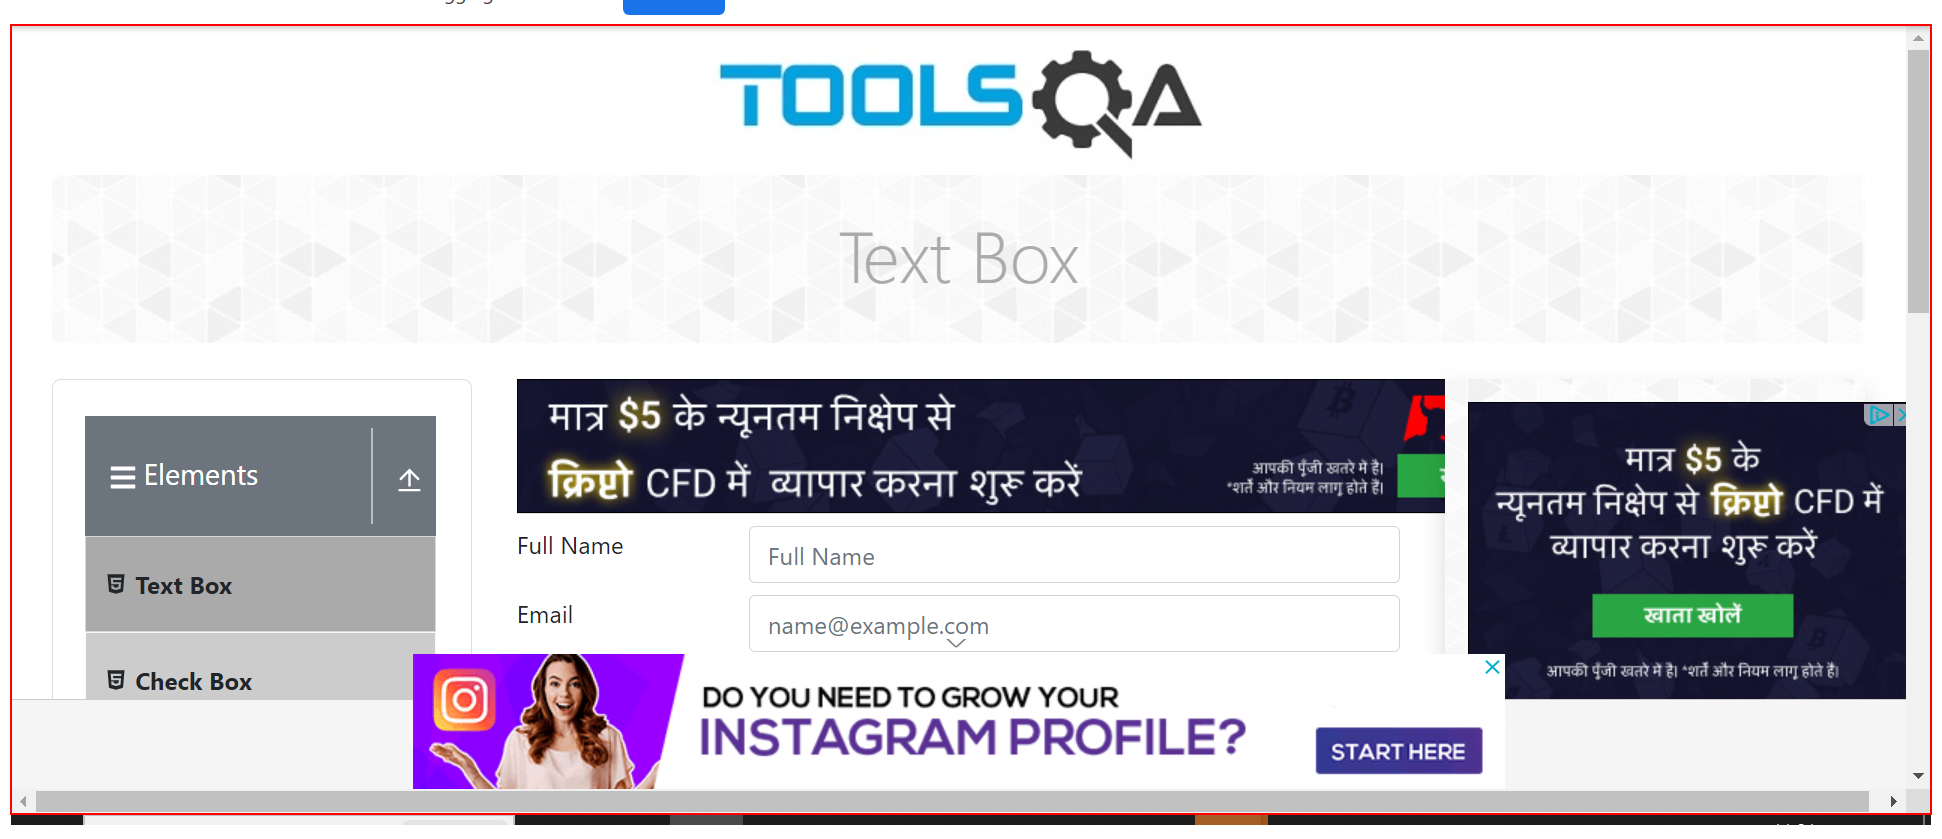 TOOLSQA
Text Box
Elements
Text Box
Check Box
मात्र $5 के न्यूनतम निक्षेप से
क्रिप्टो CFD में व्यापार करना शुरू करें
आपकी पूँजी खतरे में है।
*शर्तें और नियम लागू होते हैं।
Full Name
Full Name
Email
name@example.com
मात्र $5 के
न्यूनतम निक्षेप से क्रिप्टो CFD में
व्यापार करना शुरू करें
खाता खोलें
आपकी पूँजी खतरे में है। *शर्तें और नियम लागू होते हैं।
DO YOU NEED TO GROW YOUR
INSTAGRAM PROFILE?
START HERE